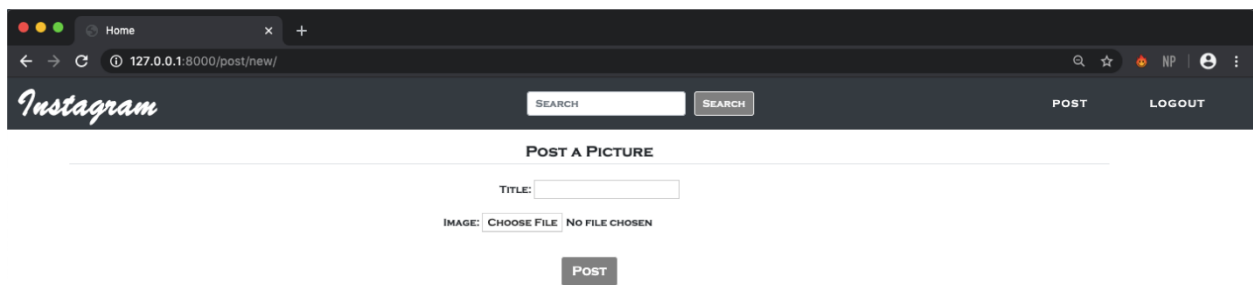 Home
127.0.0.1:8000/post/new/
NP
Instagram
SEARCH
SEARCH
POST
LOGOUT
POST A PICTURE
TITLE:
IMAGE: CHOOSE FILE NO FILE CHOSEN
POST